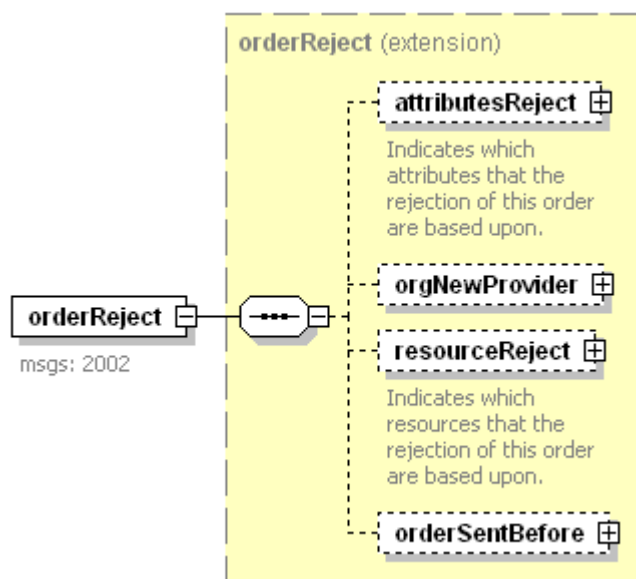 orderReject (extension)
attributesReject
Indicates which
attributes that the
rejection of this order
are based upon.
orgNewProvider
orderReject
msgs: 2002
resourceReject
Indicates which
resources that the
rejection of this order
are based upon.
orderSentBefore